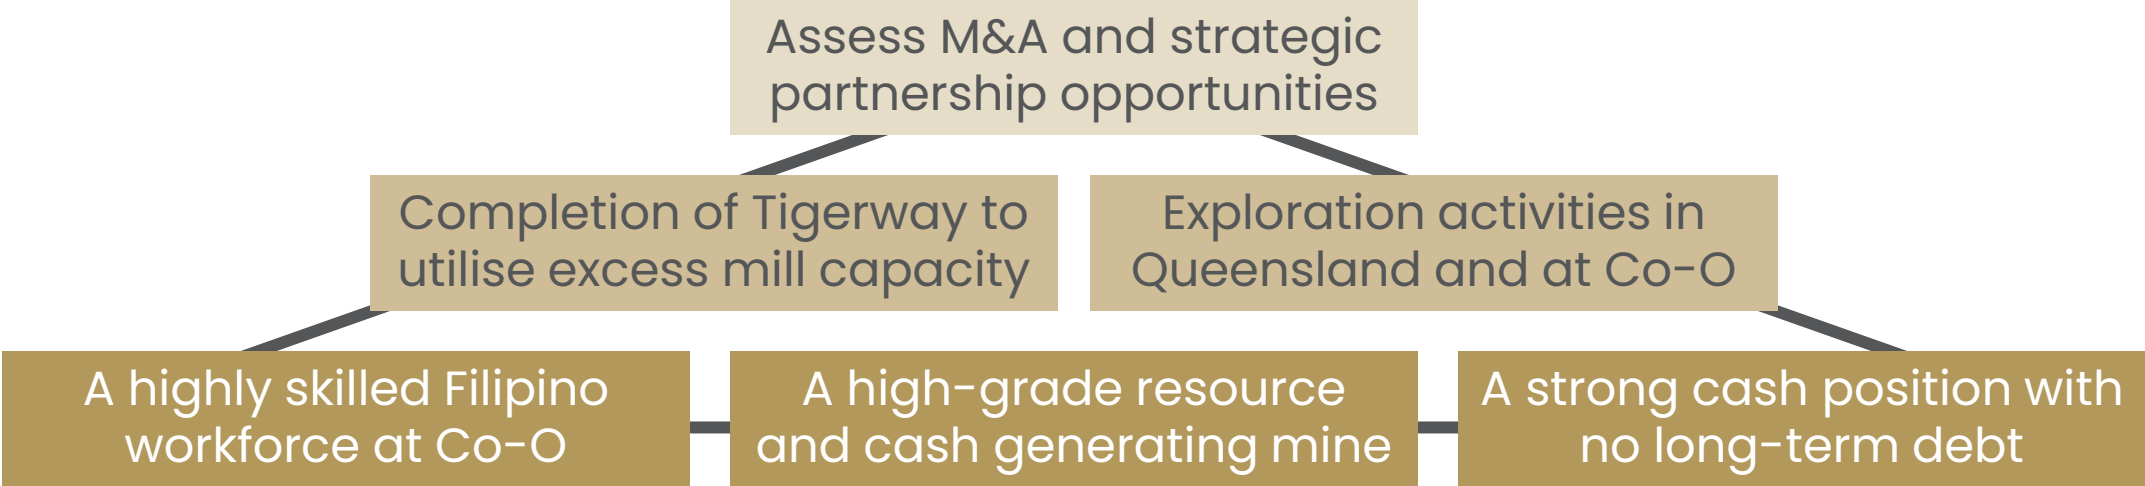 Assess M&A and strategic
partnership opportunities
Completion of Tigerway to
utilise excess mill capacity
Exploration activities in
Queensland and at Co-O
A highly skilled Filipino
workforce at Co-O
A high-grade resource
and cash generating mine
A strong cash position with
no long-term debt